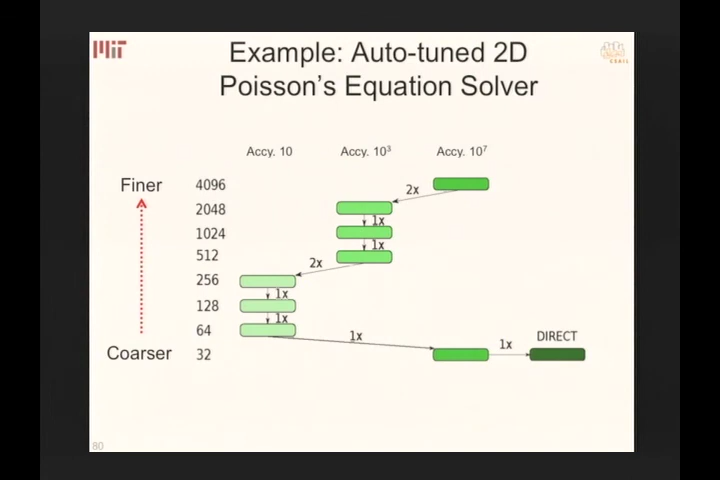 MIT
CSAIL
Example: Auto-tuned 2D
Poisson's Equation Solver
Accy. 10
Accy. 10³
Accy. 10⁷
Finer
4096
2x
2048
1x
1024
1x
512
2x
256
1x
128
1x
64
1x
DIRECT
Coarser
32
1x
80